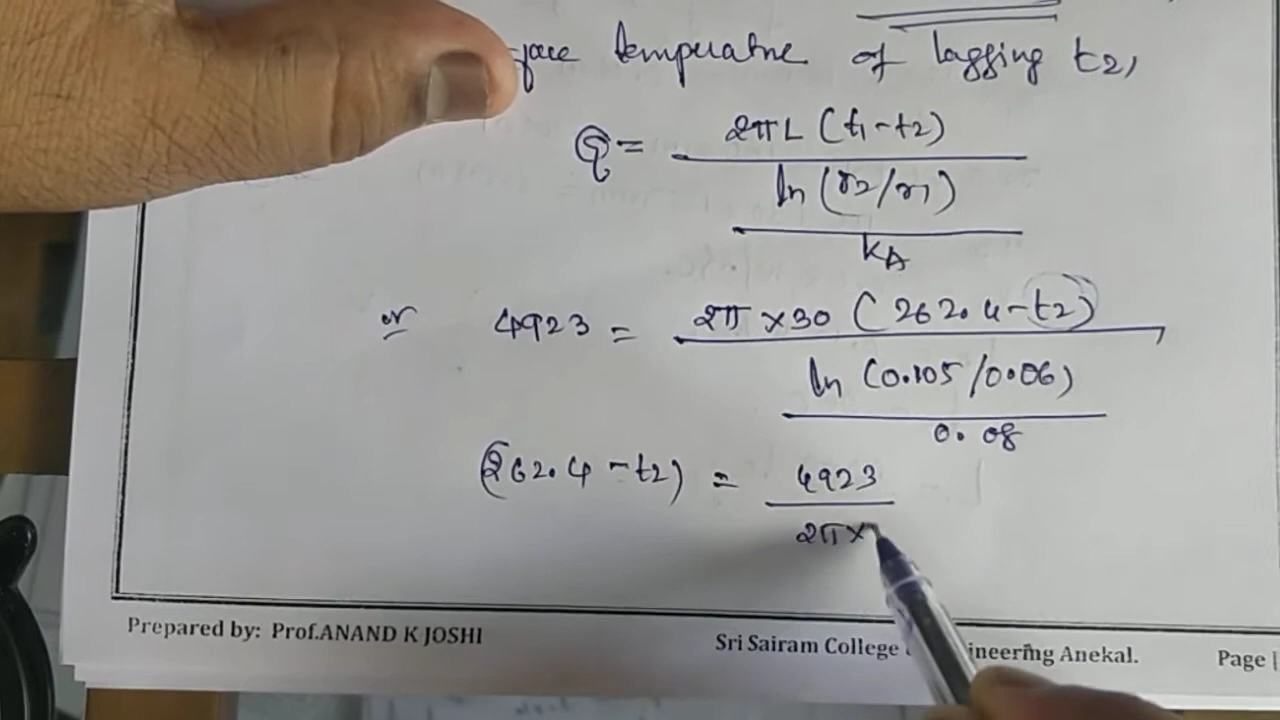 temperature of lagging t2,
Q = 2πL (t1-t2)
ln (r2/r1)
kA
or 4923 = 2π ×30 (262.4-t2)
ln (0.105/0.06)
0.08
(262.4 - t2) = 4923
2π×
Prepared by: Prof.ANAND K JOSHI Sri Sairam College Anekal. Page |